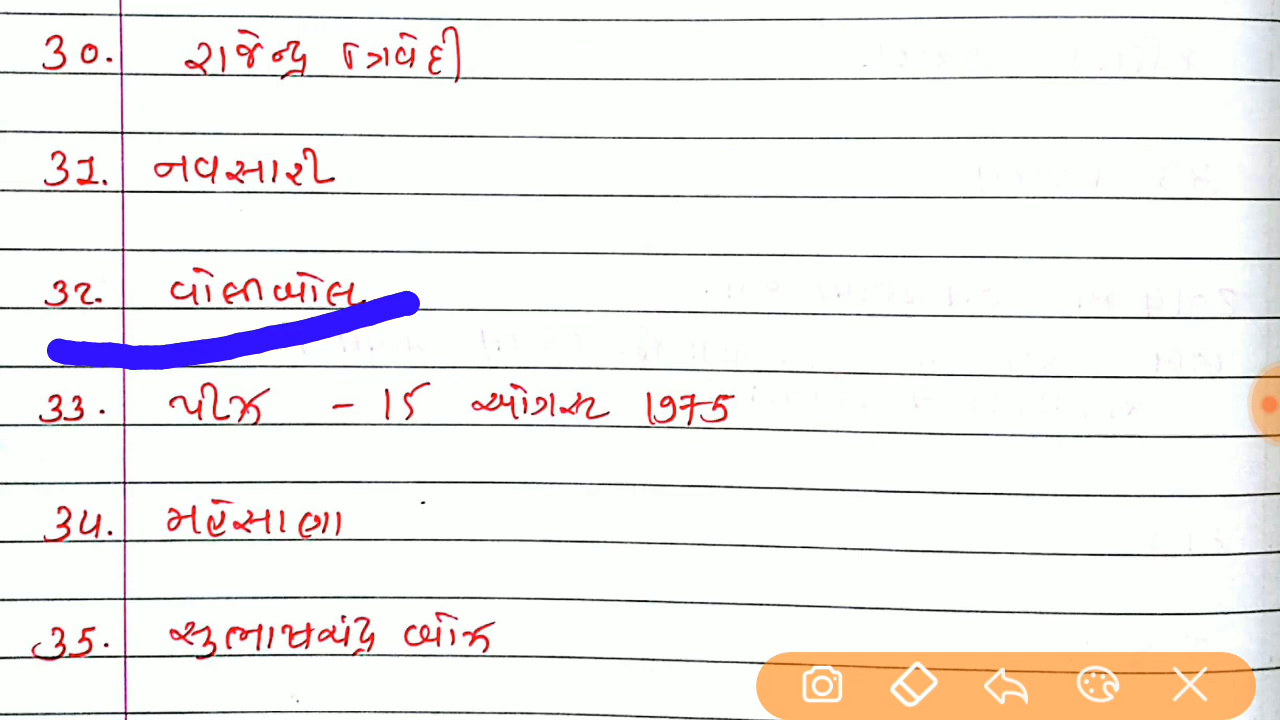 30. રાજેન્દ્ર ત્રિવેદી
31. નવસારી
32. વોલીબોલ
33. પીજ - 15 ઓગસ્ટ 1975
34. મહેસાણા
35. સુભાષચંદ્ર બોઝ